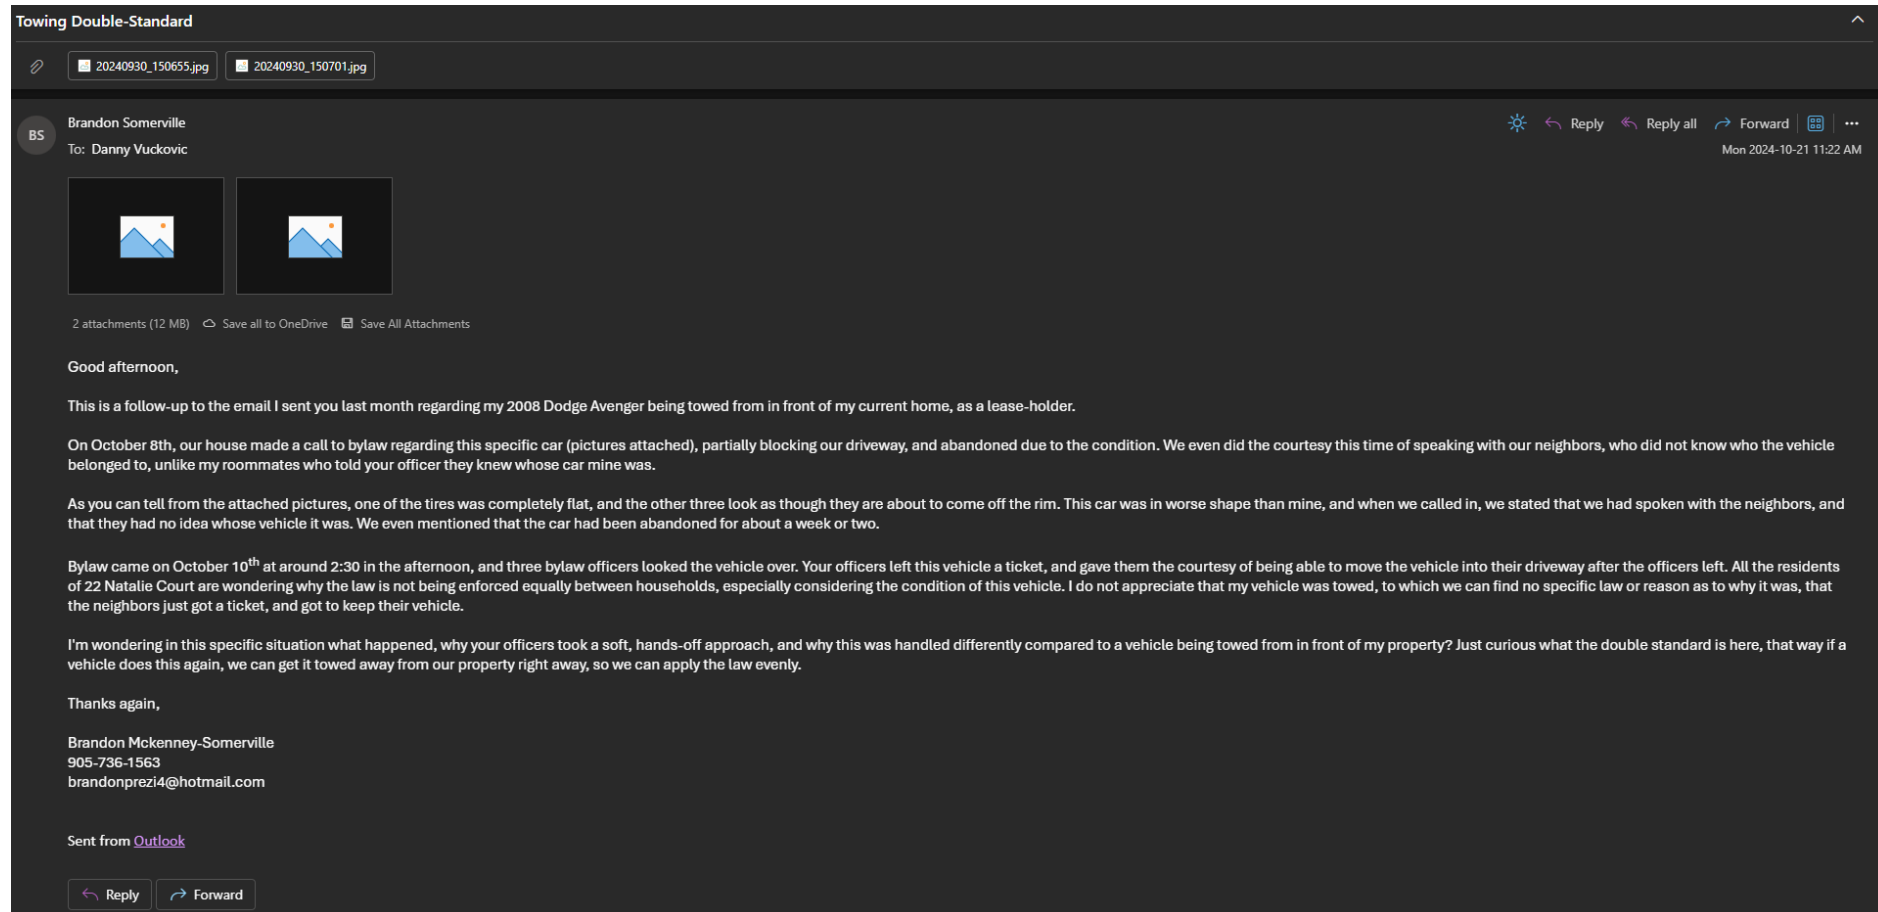 Towing Double-Standard
20240930_150655.jpg 20240930_150701.jpg
BS
Brandon Somerville
Reply Reply all Forward
To: Danny Vuckovic
Mon 2024-10-21 11:22 AM
2 attachments (12 MB) Save all to OneDrive Save All Attachments
Good afternoon,
This is a follow-up to the email I sent you last month regarding my 2008 Dodge Avenger being towed from in front of my current home, as a lease-holder.
On October 8th, our house made a call to bylaw regarding this specific car (pictures attached), partially blocking our driveway, and abandoned due to the condition. We even did the courtesy this time of speaking with our neighbors, who did not know who the vehicle
belonged to, unlike my roommates who told your officer they knew whose car mine was.
As you can tell from the attached pictures, one of the tires was completely flat, and the other three look as though they are about to come off the rim. This car was in worse shape than mine, and when we called in, we stated that we had spoken with the neighbors, and
that they had no idea whose vehicle it was. We even mentioned that the car had been abandoned for about a week or two.
Bylaw came on October 10th at around 2:30 in the afternoon, and three bylaw officers looked the vehicle over. Your officers left this vehicle a ticket, and gave them the courtesy of being able to move the vehicle into their driveway after the officers left. All the residents
of 22 Natalie Court are wondering why the law is not being enforced equally between households, especially considering the condition of this vehicle. I do not appreciate that my vehicle was towed, to which we can find no specific law or reason as to why it was, that
the neighbors just got a ticket, and got to keep their vehicle.
I'm wondering in this specific situation what happened, why your officers took a soft, hands-off approach, and why this was handled differently compared to a vehicle being towed from in front of my property? Just curious what the double standard is here, that way if a
vehicle does this again, we can get it towed away from our property right away, so we can apply the law evenly.
Thanks again,
Brandon Mckenney-Somerville
905-736-1563
brandonprezi4@hotmail.com
Sent from Outlook
Reply Forward